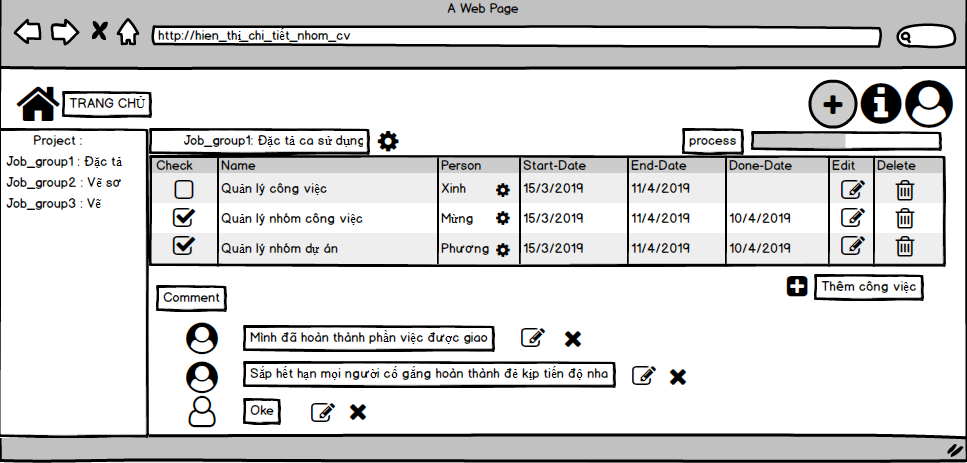 A Web Page
http://hien_thị_chi_tiết_nhom_cv
TRANG CHỦ
Project :
Job_group1 : Đặc tả
Job_group2 : Vẽ sơ
Job_group3 : Vẽ
Job_group1: Đặc tả ca sử dụng
process
Check Name Person Start-Date End-Date Done-Date Edit Delete
Quản lý công việc Xinh 15/3/2019 11/4/2019
Quản lý nhóm công việc Mừng 15/3/2019 11/4/2019 10/4/2019
Quản lý nhóm dự án Phương 15/3/2019 11/4/2019 10/4/2019
Thêm công việc
Comment
Mình đã hoàn thành phần việc được giao
Sắp hết hạn mọi người cố gắng hoàn thành để kịp tiến độ nha
Oke